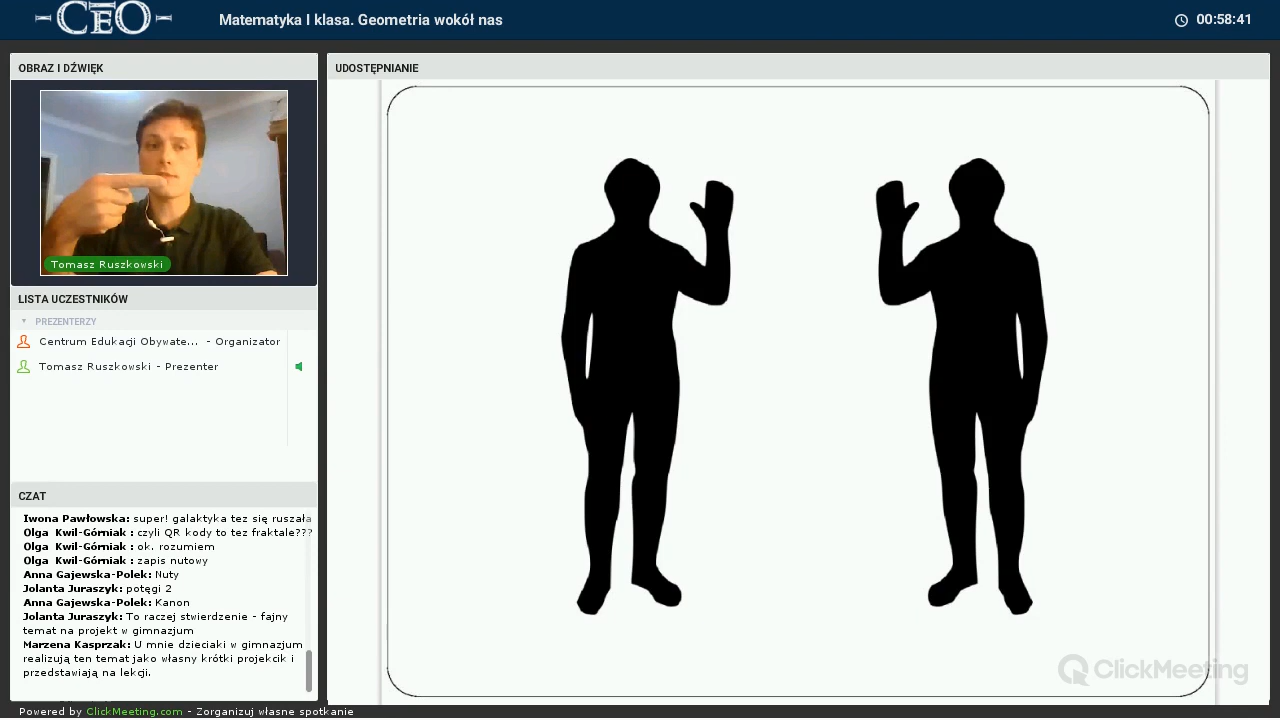 CEO
Matematyka I klasa. Geometria wokół nas
00:58:41
OBRAZ I DŹWIĘK
Tomasz Ruszkowski
LISTA UCZESTNIKÓW
PREZENTERZY
Centrum Edukacji Obywate... - Organizator
Tomasz Ruszkowski - Prezenter
CZAT
Iwona Pawłowska: super! galaktyka tez się ruszała
Olga Kwil-Górniak : czyli QR kody to tez fraktale???
Olga Kwil-Górniak : ok. rozumiem
Olga Kwil-Górniak : zapis nutowy
Anna Gajewska-Polek: Nuty
Jolanta Juraszyk: potęgi 2
Anna Gajewska-Polek: Kanon
Jolanta Juraszyk: To raczej stwierdzenie - fajny
temat na projekt w gimnazjum
Marzena Kasprzak: U mnie dzieciaki w gimnazjum
realizują ten temat jako własny krótki projekcik i
przedstawiają na lekcji.
UDOSTĘPNIANIE
ClickMeeting
Powered by ClickMeeting.com - Zorganizuj własne spotkanie